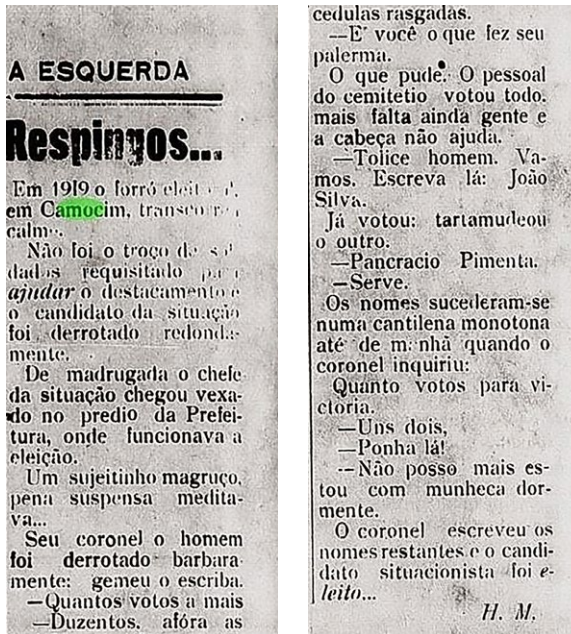 A ESQUERDA
Respingos...
Em 1919 o forró
em Camocim,
calmo.
Não foi o troço de
dados requisitado
ajudar o destacamento e
o candidato da situação
foi derrotado redonda-
mente.
De madrugada o chefe
da situação chegou vexa-
do no predio da Prefei-
tura, onde funcionava a
eleição.
Um sujeitinho magruço,
pena suspensa medita-
va...
Seu coronel o homem
foi derrotado barbara-
mente: gemeu o escriba.
—Quantos votos a mais
—Duzentos, afóra as
cedulas rasgadas.
—E' você o que fez seu
palerma.
O que pude. O pessoal
do cemitetio votou todo.
mais falta ainda gente e
a cabeça não ajuda.
—Tolice homem. Va-
mos. Escreva lá: João
Silva.
Já votou: tartamudeou
o outro.
—Pancracio Pimenta.
—Serve.
Os nomes sucederam-se
numa cantilena monotona
até de manhã quando o
coronel inquiriu:
Quanto votos para vi-
ctoria.
—Uns dois,
—Ponha lá!
—Não posso mais es-
tou com munheca dor-
mente.
O coronel escreveu os
nomes restantes e o candi-
dato situacionista foi e-
leito...
H. M.